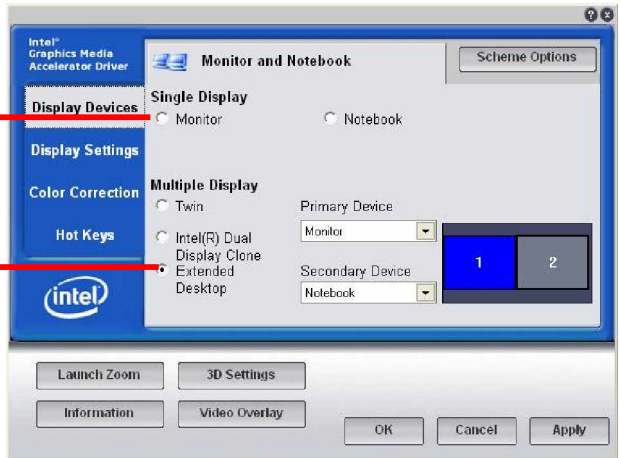 Intel®
Graphics Media
Accelerator Driver
Monitor and Notebook
Scheme Options
Display Devices
Display Settings
Color Correction
Hot Keys
intel
Single Display
Monitor
Notebook
Multiple Display
Twin
Intel(R) Dual
Display Clone
Extended
Desktop
Primary Device
Monitor
Secondary Device
Notebook
1
2
Launch Zoom
3D Settings
Information
Video Overlay
OK
Cancel
Apply